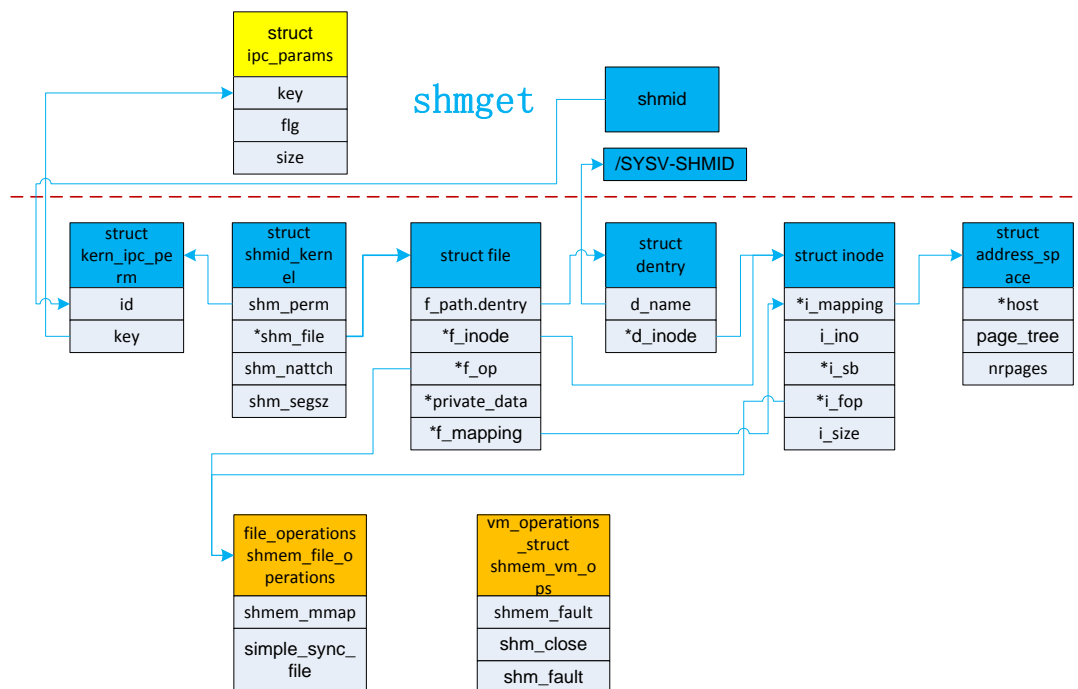 struct
ipc_params
key
flg
size
shmget
shmid
/SYSV-SHMID
struct
kern_ipc_pe
rm
id
key
struct
shmid_kern
el
shm_perm
*shm_file
shm_nattch
shm_segsz
struct file
f_path.dentry
*f_inode
*f_op
*private_data
*f_mapping
struct
dentry
d_name
*d_inode
struct inode
*i_mapping
i_ino
*i_sb
*i_fop
i_size
struct
address_sp
ace
*host
page_tree
nrpages
file_operations
shmem_file_o
perations
shmem_mmap
simple_sync_
file
vm_operations
_struct
shmem_vm_o
ps
shmem_fault
shm_close
shm_fault